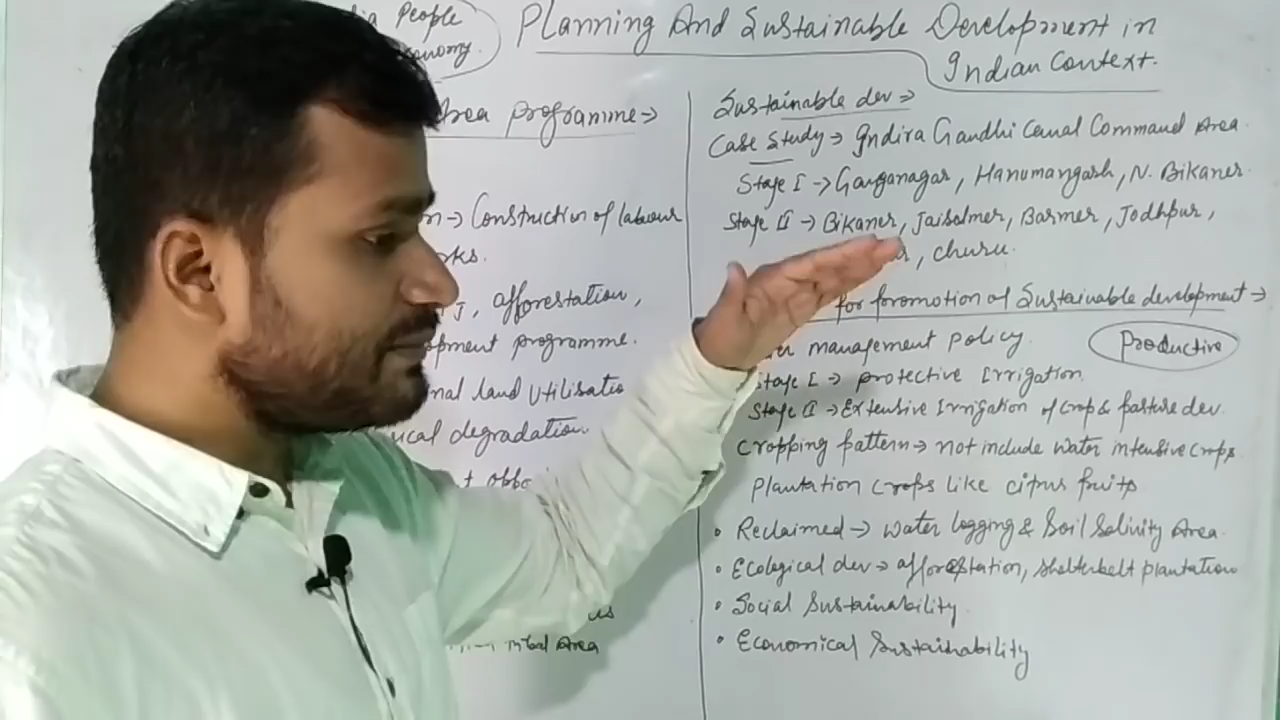 People
Planning And Sustainable Development in
Indian Context.
Area programme →
Construction of labour
afforestation,
programme.
land Utilisatio
degradation.
Tribal Area
Sustainable dev →
Case Study → Indira Gandhi Canal Command Area.
Stage I → Ganganagar, Hanumangarh, N. Bikaner.
Stage II → Bikaner, Jaisalmer, Barmer, Jodhpur,
, churu.
for promotion of Sustainable development →
management policy.
Productive
Stage I → protective Irrigation.
Stage II → Extensive Irrigation of crop & pasture dev.
Cropping pattern → not include water intensive crops.
Plantation crops like citrus fruits
• Reclaimed → water logging & Soil Salinity Area.
• Ecological dev → afforestation, shelterbelt plantation
• Social Sustainability.
• Economical Sustainability